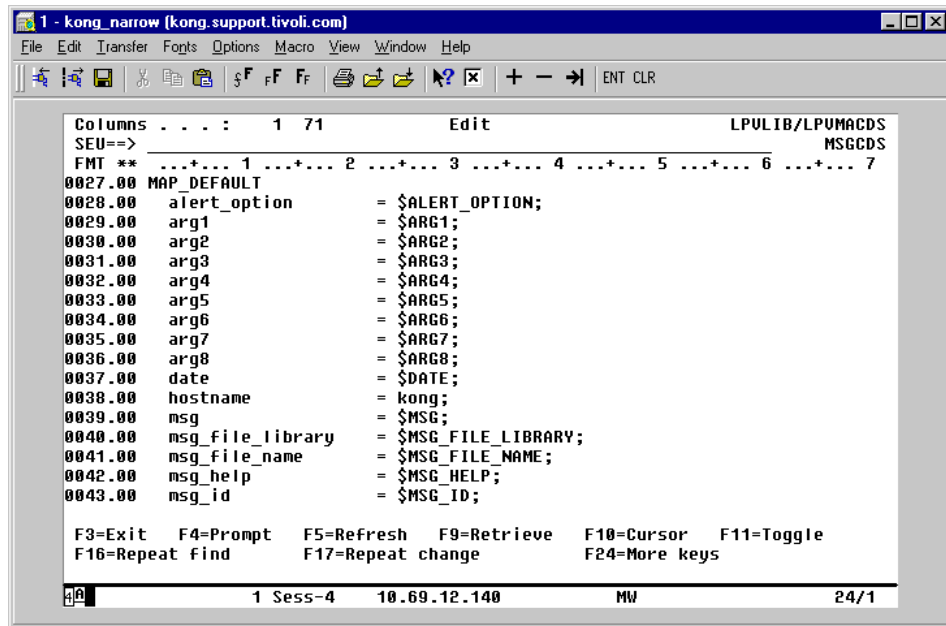 1 - kong_narrow (kong.support.tivoli.com)
File Edit Transfer Fonts Options Macro View Window Help
ENT CLR
Columns . . . : 1 71 Edit LPVLIB/LPVMACDS
SEU==> MSGCDS
FMT ** ...+... 1 ...+... 2 ...+... 3 ...+... 4 ...+... 5 ...+... 6 ...+... 7
0027.00 MAP_DEFAULT
0028.00 alert_option = $ALERT_OPTION;
0029.00 arg1 = $ARG1;
0030.00 arg2 = $ARG2;
0031.00 arg3 = $ARG3;
0032.00 arg4 = $ARG4;
0033.00 arg5 = $ARG5;
0034.00 arg6 = $ARG6;
0035.00 arg7 = $ARG7;
0036.00 arg8 = $ARG8;
0037.00 date = $DATE;
0038.00 hostname = kong;
0039.00 msg = $MSG;
0040.00 msg_file_library = $MSG_FILE_LIBRARY;
0041.00 msg_file_name = $MSG_FILE_NAME;
0042.00 msg_help = $MSG_HELP;
0043.00 msg_id = $MSG_ID;
F3=Exit F4=Prompt F5=Refresh F9=Retrieve F10=Cursor F11=Toggle
F16=Repeat find F17=Repeat change F24=More keys
4A 1 Sess-4 10.69.12.140 MW 24/1